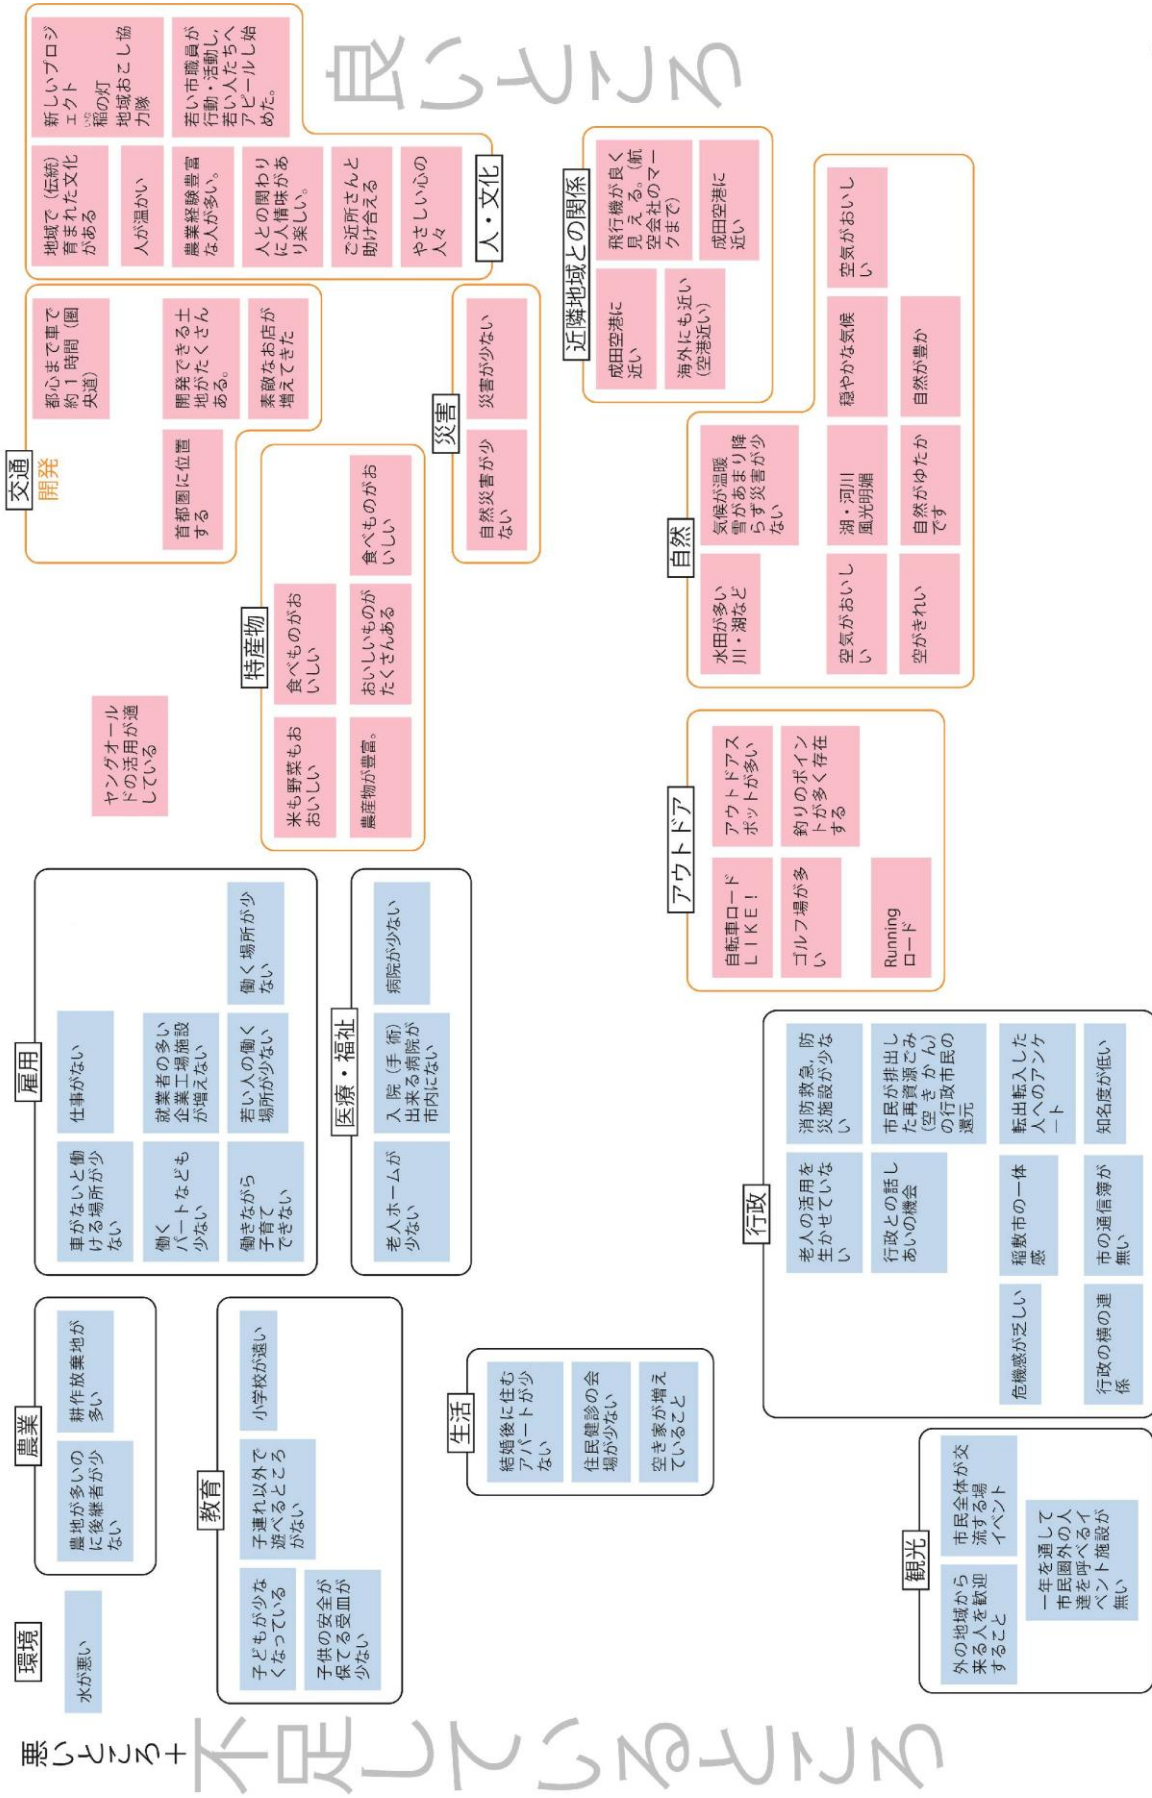 悪いところ＋
不足しているところ
環境
水が悪い
農業
農地が多いの
に後継者が少
ない
耕作放棄地が
多い
教育
子どもが少な
くなっている
子連れ以外で
遊べるところ
がない
小学校が遠い
子供の安全が
保てる受皿が
少ない
雇用
車がないと働
ける場所が少
ない
仕事がない
働く
パートなども
少ない
就業者の多い
企業工場施設
が増えない
働きながら
子育て
できない
若い人の働く
場所が少ない
働く場所が少
ない
医療・福祉
老人ホームが
少ない
入院（手術）
出来る病院が
市内にない
病院が少ない
生活
結婚後に住む
アパートが少
ない
住民健診の会
場が少ない
空き家が増え
ていること
観光
外の地域から
来る人を歓迎
すること
市民全体が交
流する場
イベント
一年を通して
市民圏外の人
達を呼べるイ
ベント施設が
無い
行政
老人の活用を
生かせていな
い
消防救急，防
災施設が少な
い
行政との話し
あいの機会
市民が排出し
た再資源ごみ
（空きかん）
の行政市民の
還元
危機感が乏しい
稲敷市の一体
感
転出転入した
人へのアンケ
ート
行政の横の連
係
市の通信簿が
無い
知名度が低い
良いところ
ヤングオール
ドの活用が適
している
交通
開発
都心まで車で
約１時間（圏
央道）
首都圏に位置
する
開発できる土
地がたくさん
ある。
素敵なお店が
増えてきた
人・文化
地域で（伝統）
育まれた文化
がある
新しいプロジ
ェクト
稲の灯
いな
地域おこし協
力隊
人が温かい
農業経験豊富
な人が多い。
若い市職員が
行動・活動し，
若い人たちへ
アピールし始
めた。
人との関わり
に人情味があ
り楽しい。
ご近所さんと
助け合える
やさしい心の
人々
特産物
米も野菜もお
おいしい
食べものがお
いしい
農産物が豊富。
おいしいものが
たくさんある
食べものがお
いしい
災害
自然災害が少
ない
災害が少ない
近隣地域との関係
成田空港に
近い
飛行機が良く
見える。（航
空会社のマー
クまで）
海外にも近い
（空港近い）
成田空港に
近い
アウトドア
自転車ロード
ＬＩＫＥ！
アウトドアス
ポットが多い
ゴルフ場が多
い
釣りのポイン
トが多く存在
する
Running
ロード
自然
水田が多い
川・湖など
気候が温暖
雪があまり降
らず災害が少
ない
空気がおいし
い
湖・河川
風光明媚
穏やかな気候
空気がおいし
い
空がきれい
自然がゆたか
です
自然が豊か